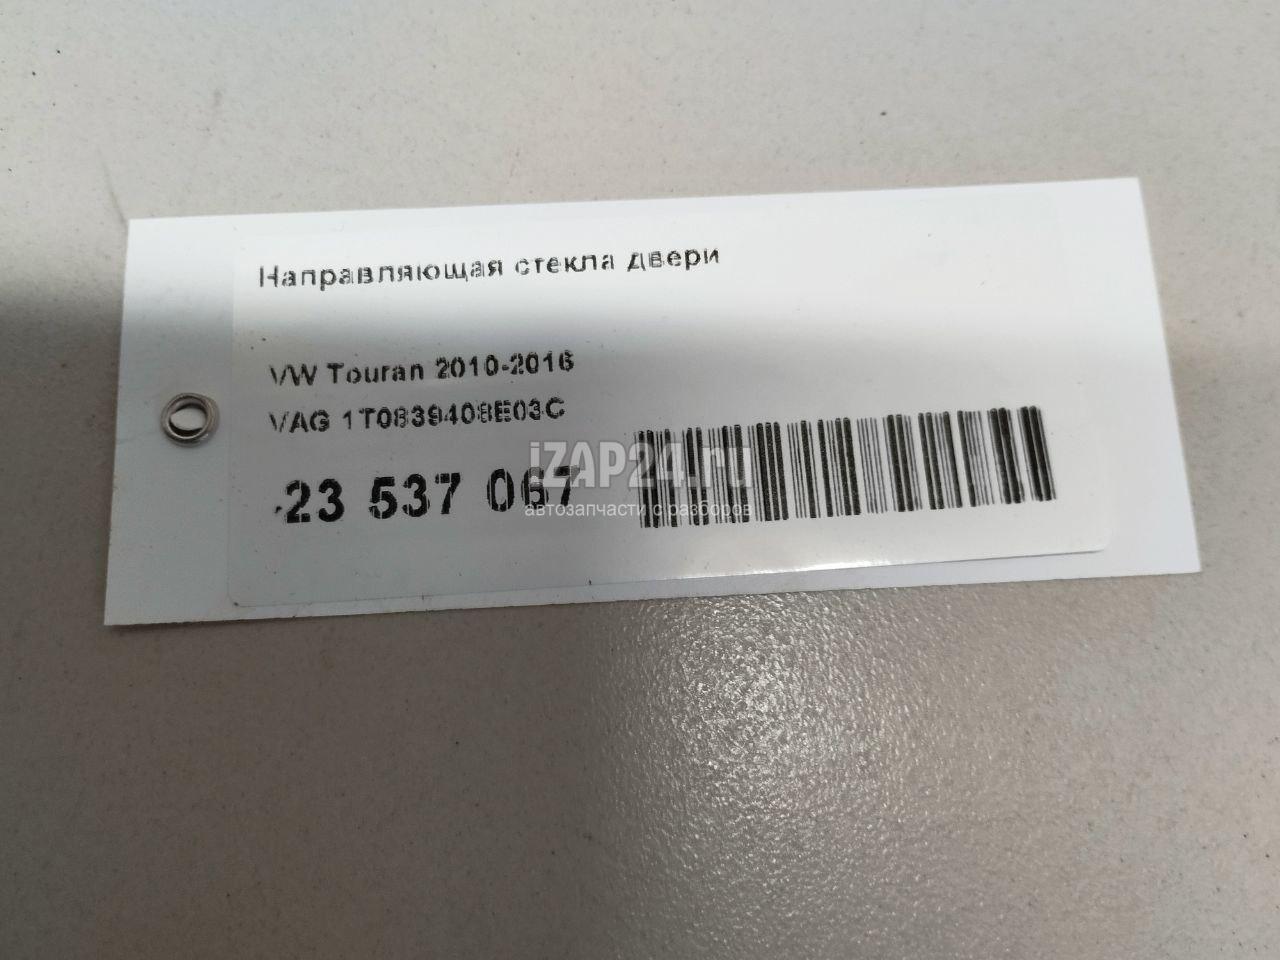 Направляющая стекла двери
VW Touran 2010-2016
VAG 1T0839408E03C
23 537 067
iZAP24.ru
автозапчасти с разборов